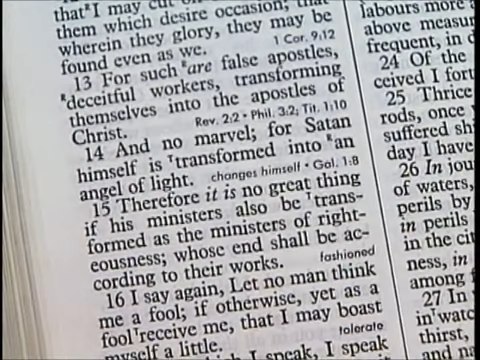 that I may cut off occasion from
them which desire occasion; that
wherein they glory, they may be
found even as we. 1 Cor. 9:12
13 For such are false apostles,
deceitful workers, transforming
themselves into the apostles of
Christ. Rev. 2:2 • Phil. 3:2; Tit. 1:10
14 And no marvel; for Satan
himself is transformed into an
angel of light. changes himself • Gal. 1:8
15 Therefore it is no great thing
if his ministers also be trans-
formed as the ministers of right-
eousness; whose end shall be ac-
cording to their works. fashioned
16 I say again, Let no man think
me a fool; if otherwise, yet as a
fool receive me, that I may boast
myself a little. tolerate
which I speak, I speak
labours more a
above measur
frequent, in d
24 Of the
ceived I fort
25 Thrice
rods, once
suffered sh
day I have
26 In jour
of waters,
perils by
in perils
in the cit
ness, in
among f
27 In
in watc
thirst,
and na